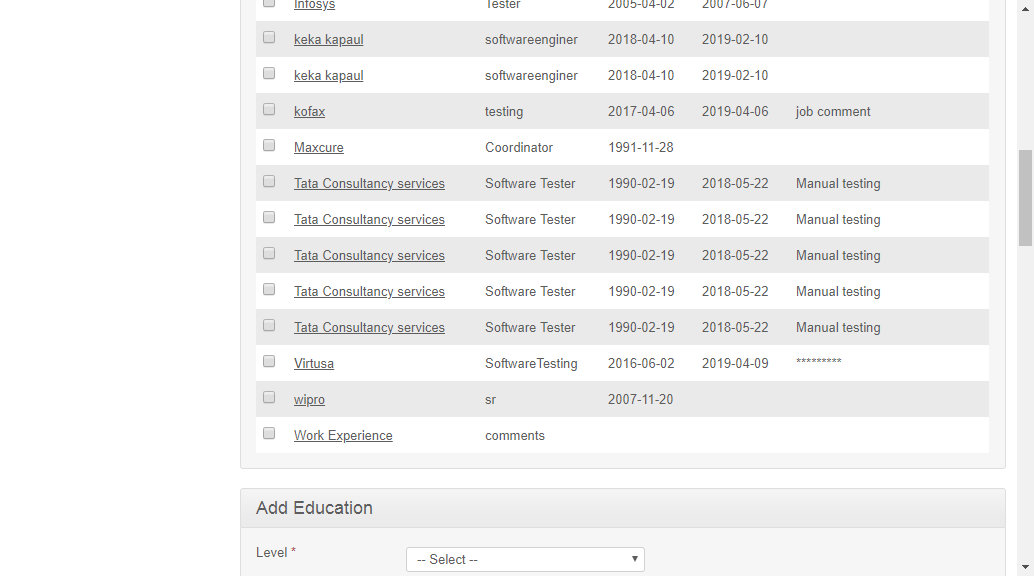 Infosys Tester 2005-04-02 2007-06-07
keka kapaul softwareenginer 2018-04-10 2019-02-10
keka kapaul softwareenginer 2018-04-10 2019-02-10
kofax testing 2017-04-06 2019-04-06 job comment
Maxcure Coordinator 1991-11-28
Tata Consultancy services Software Tester 1990-02-19 2018-05-22 Manual testing
Tata Consultancy services Software Tester 1990-02-19 2018-05-22 Manual testing
Tata Consultancy services Software Tester 1990-02-19 2018-05-22 Manual testing
Tata Consultancy services Software Tester 1990-02-19 2018-05-22 Manual testing
Tata Consultancy services Software Tester 1990-02-19 2018-05-22 Manual testing
Virtusa SoftwareTesting 2016-06-02 2019-04-09 *********
wipro sr 2007-11-20
Work Experience comments
Add Education
Level * -- Select --